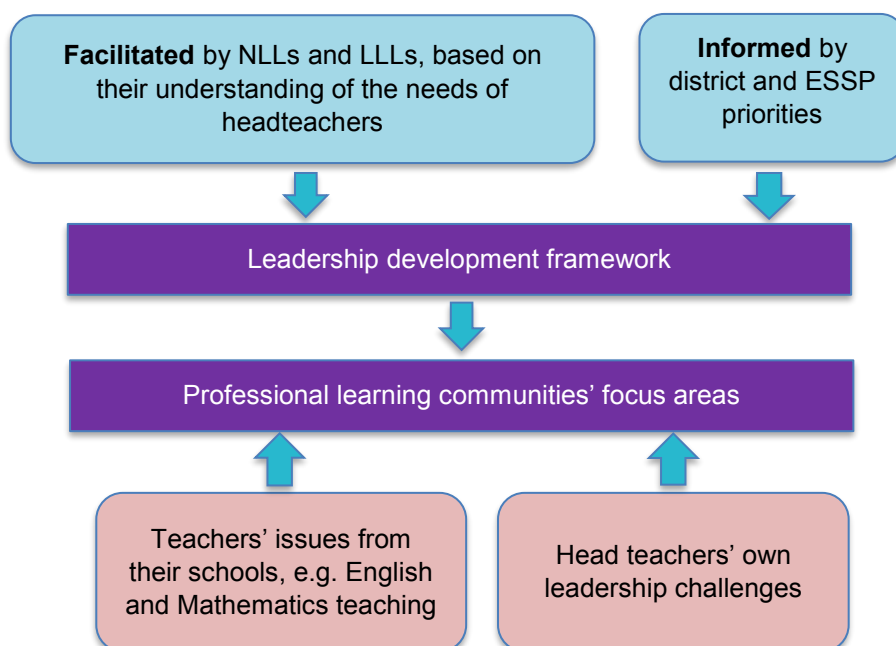 Facilitated by NLLs and LLLs, based on
their understanding of the needs of
headteachers
Informed by
district and ESSP
priorities
Leadership development framework
Professional learning communities’ focus areas
Teachers’ issues from
their schools, e.g. English
and Mathematics teaching
Head teachers’ own
leadership challenges